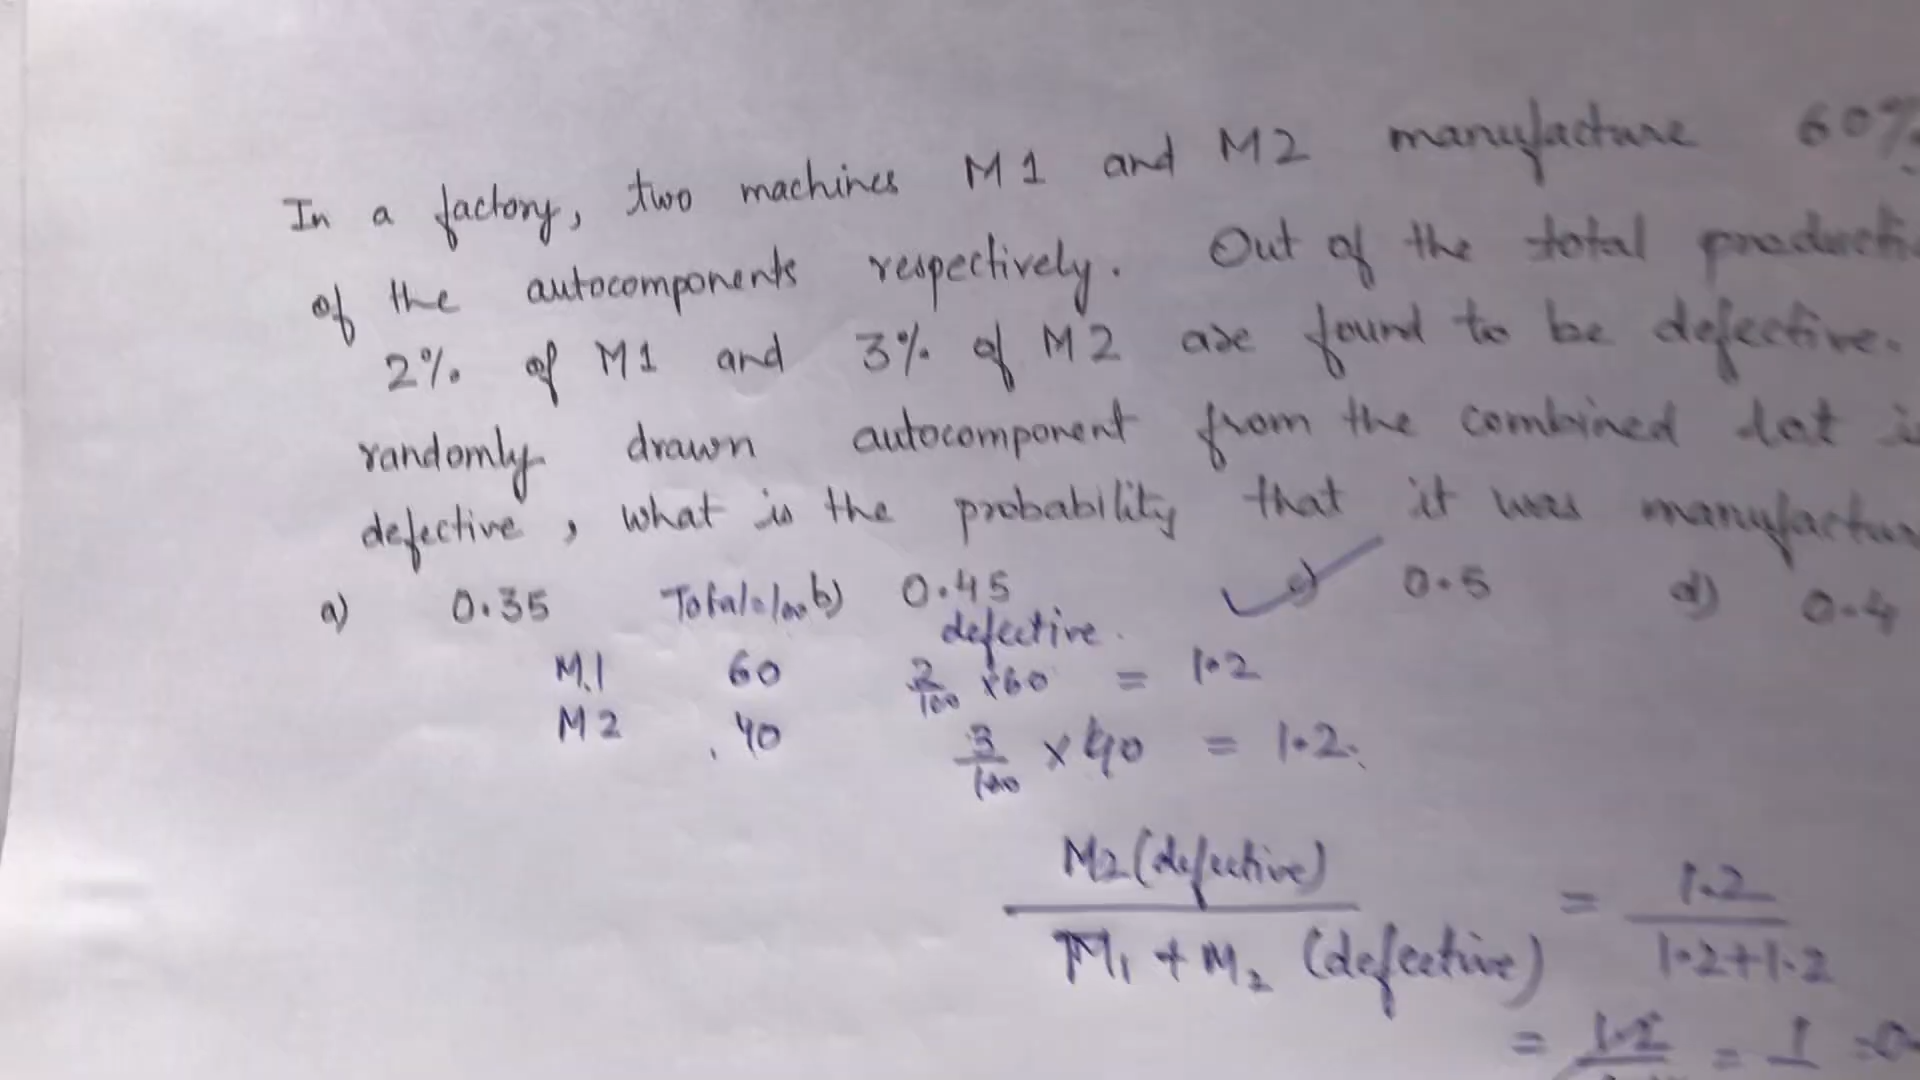 In a factory, two machines M1 and M2 manufacture 60%
of the autocomponents respectively. Out of the total producti
2% of M1 and 3% of M2 are found to be defective.
randomly drawn autocomponent from the combined lot is
defective, what is the probability that it was manufactur
a) 0.35 Total=100 b) 0.45 c) 0.5 d) 0.4
defective.
M1 60 2/100 x60 = 1.2
M2 40 3/100 x 40 = 1.2
M2(defective) / M1 + M2 (defective) = 1.2 / 1.2+1.2
= 1.2 = 1 =0.